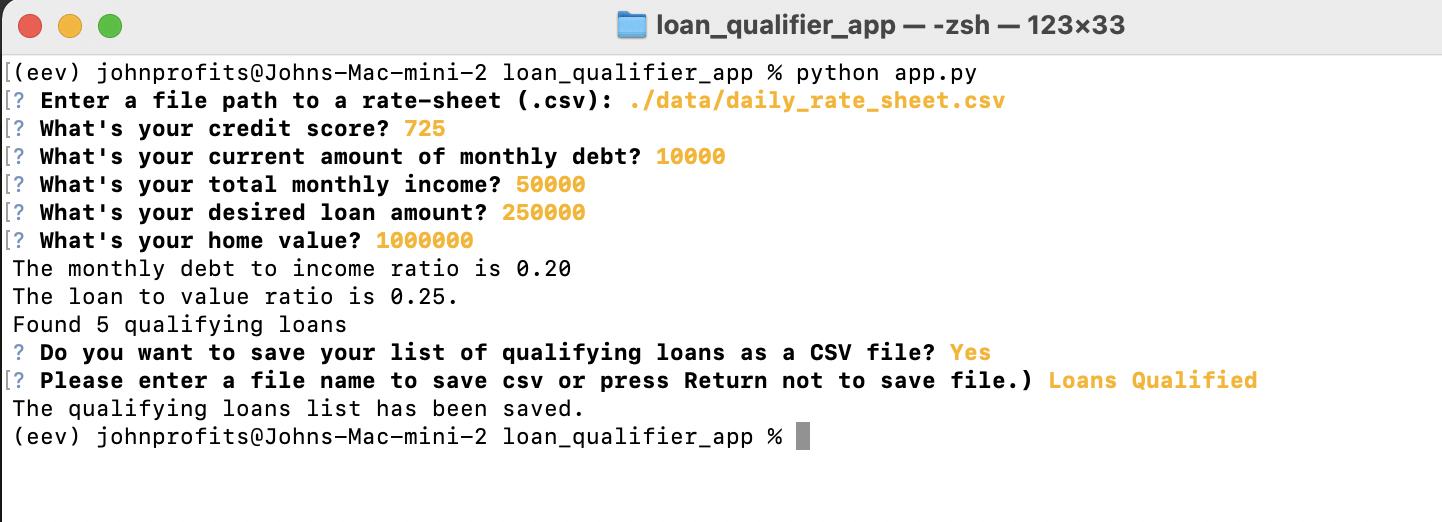 loan_qualifier_app — -zsh — 123×33
[(eev) johnprofits@Johns-Mac-mini-2 loan_qualifier_app % python app.py
[? Enter a file path to a rate-sheet (.csv): ./data/daily_rate_sheet.csv
[? What's your credit score? 725
[? What's your current amount of monthly debt? 10000
[? What's your total monthly income? 50000
[? What's your desired loan amount? 250000
[? What's your home value? 1000000
The monthly debt to income ratio is 0.20
The loan to value ratio is 0.25.
Found 5 qualifying loans
? Do you want to save your list of qualifying loans as a CSV file? Yes
[? Please enter a file name to save csv or press Return not to save file.) Loans Qualified
The qualifying loans list has been saved.
(eev) johnprofits@Johns-Mac-mini-2 loan_qualifier_app %